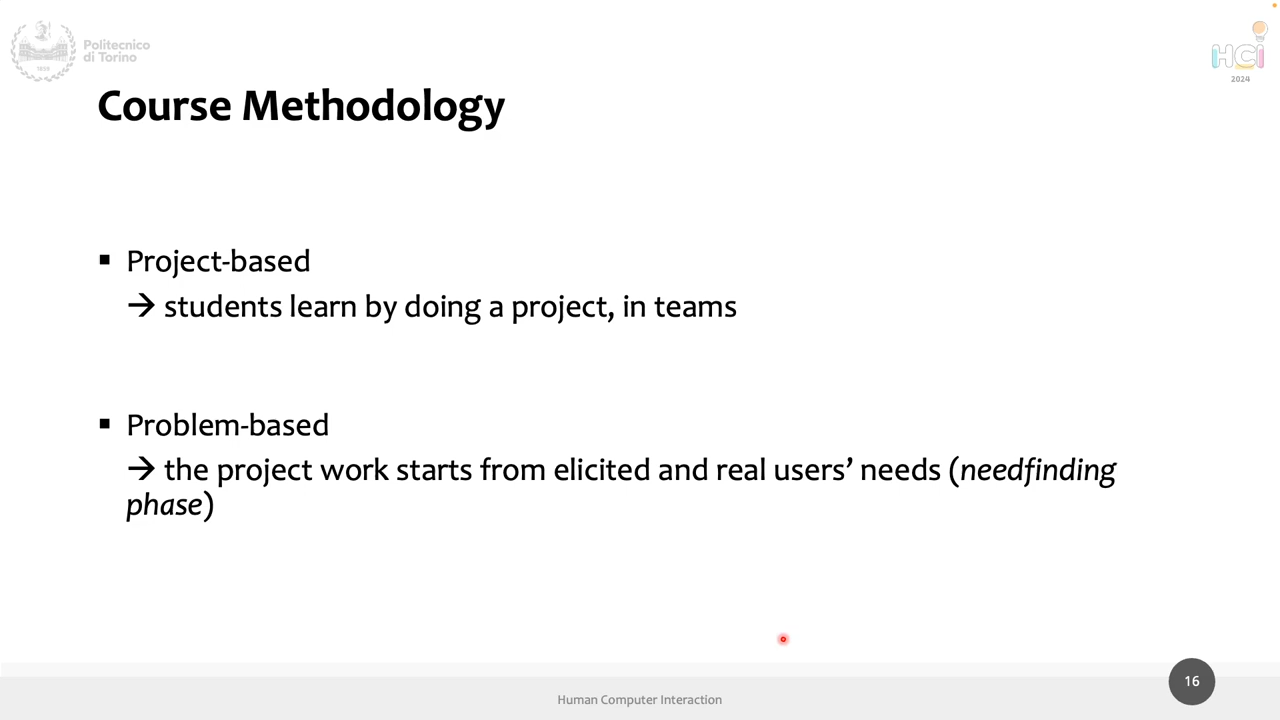 Politecnico
di Torino
1859
HCI
2024
Course Methodology
▪ Project-based
→ students learn by doing a project, in teams
▪ Problem-based
→ the project work starts from elicited and real users’ needs (needfinding
phase)
Human Computer Interaction
16